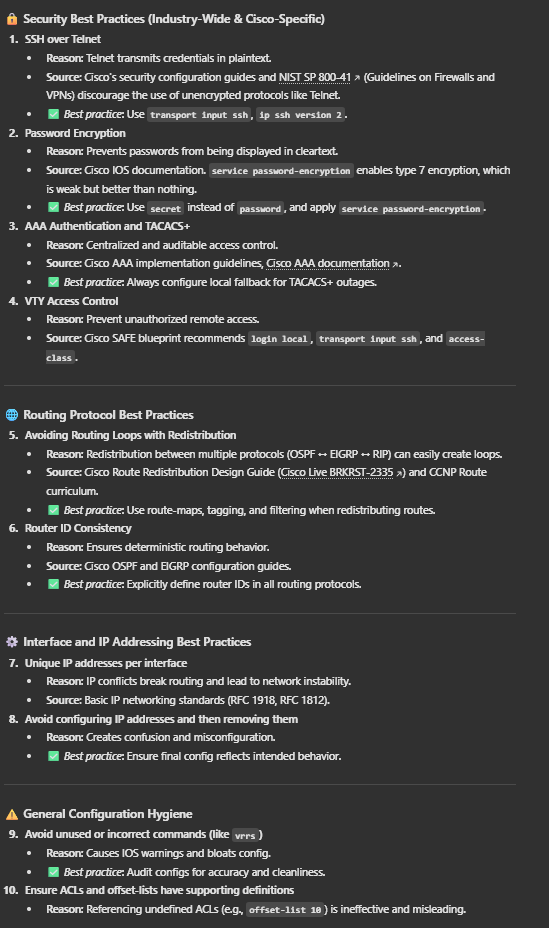 🔒 Security Best Practices (Industry-Wide & Cisco-Specific)
1. SSH over Telnet
• Reason: Telnet transmits credentials in plaintext.
• Source: Cisco's security configuration guides and NIST SP 800-41 ↗ (Guidelines on Firewalls and
VPNs) discourage the use of unencrypted protocols like Telnet.
• ✅ Best practice: Use transport input ssh, ip ssh version 2.
2. Password Encryption
• Reason: Prevents passwords from being displayed in cleartext.
• Source: Cisco IOS documentation. service password-encryption enables type 7 encryption, which
is weak but better than nothing.
• ✅ Best practice: Use secret instead of password, and apply service password-encryption.
3. AAA Authentication and TACACS+
• Reason: Centralized and auditable access control.
• Source: Cisco AAA implementation guidelines, Cisco AAA documentation ↗.
• ✅ Best practice: Always configure local fallback for TACACS+ outages.
4. VTY Access Control
• Reason: Prevent unauthorized remote access.
• Source: Cisco SAFE blueprint recommends login local, transport input ssh, and access-
class.
🌐 Routing Protocol Best Practices
5. Avoiding Routing Loops with Redistribution
• Reason: Redistribution between multiple protocols (OSPF ↔ EIGRP ↔ RIP) can easily create loops.
• Source: Cisco Route Redistribution Design Guide (Cisco Live BRKRST-2335 ↗) and CCNP Route
curriculum.
• ✅ Best practice: Use route-maps, tagging, and filtering when redistributing routes.
6. Router ID Consistency
• Reason: Ensures deterministic routing behavior.
• Source: Cisco OSPF and EIGRP configuration guides.
• ✅ Best practice: Explicitly define router IDs in all routing protocols.
⚙️ Interface and IP Addressing Best Practices
7. Unique IP addresses per interface
• Reason: IP conflicts break routing and lead to network instability.
• Source: Basic IP networking standards (RFC 1918, RFC 1812).
8. Avoid configuring IP addresses and then removing them
• Reason: Creates confusion and misconfiguration.
• ✅ Best practice: Ensure final config reflects intended behavior.
⚠️ General Configuration Hygiene
9. Avoid unused or incorrect commands (like vrrs)
• Reason: Causes IOS warnings and bloats config.
• ✅ Best practice: Audit configs for accuracy and cleanliness.
10. Ensure ACLs and offset-lists have supporting definitions
• Reason: Referencing undefined ACLs (e.g., offset-list 10) is ineffective and misleading.